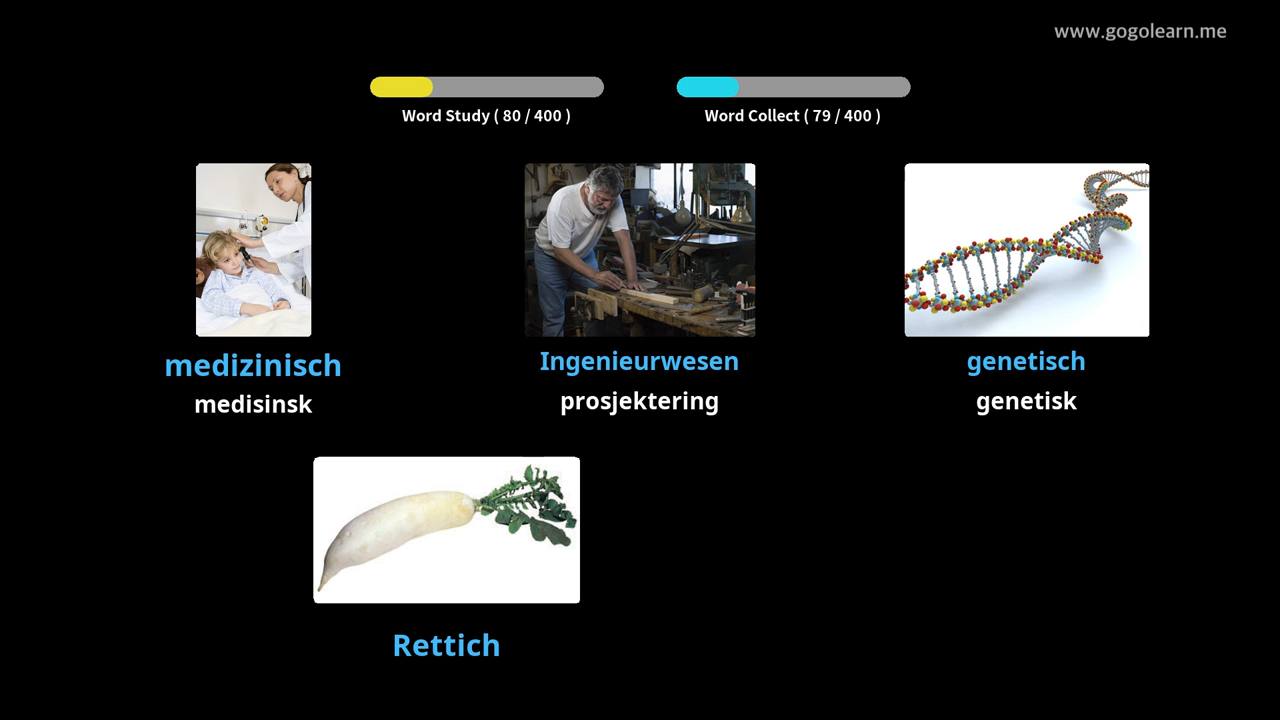 www.gogolearn.me
Word Study ( 80 / 400 )
Word Collect ( 79 / 400 )
medizinisch
medisinsk
Ingenieurwesen
prosjektering
genetisch
genetisk
Rettich